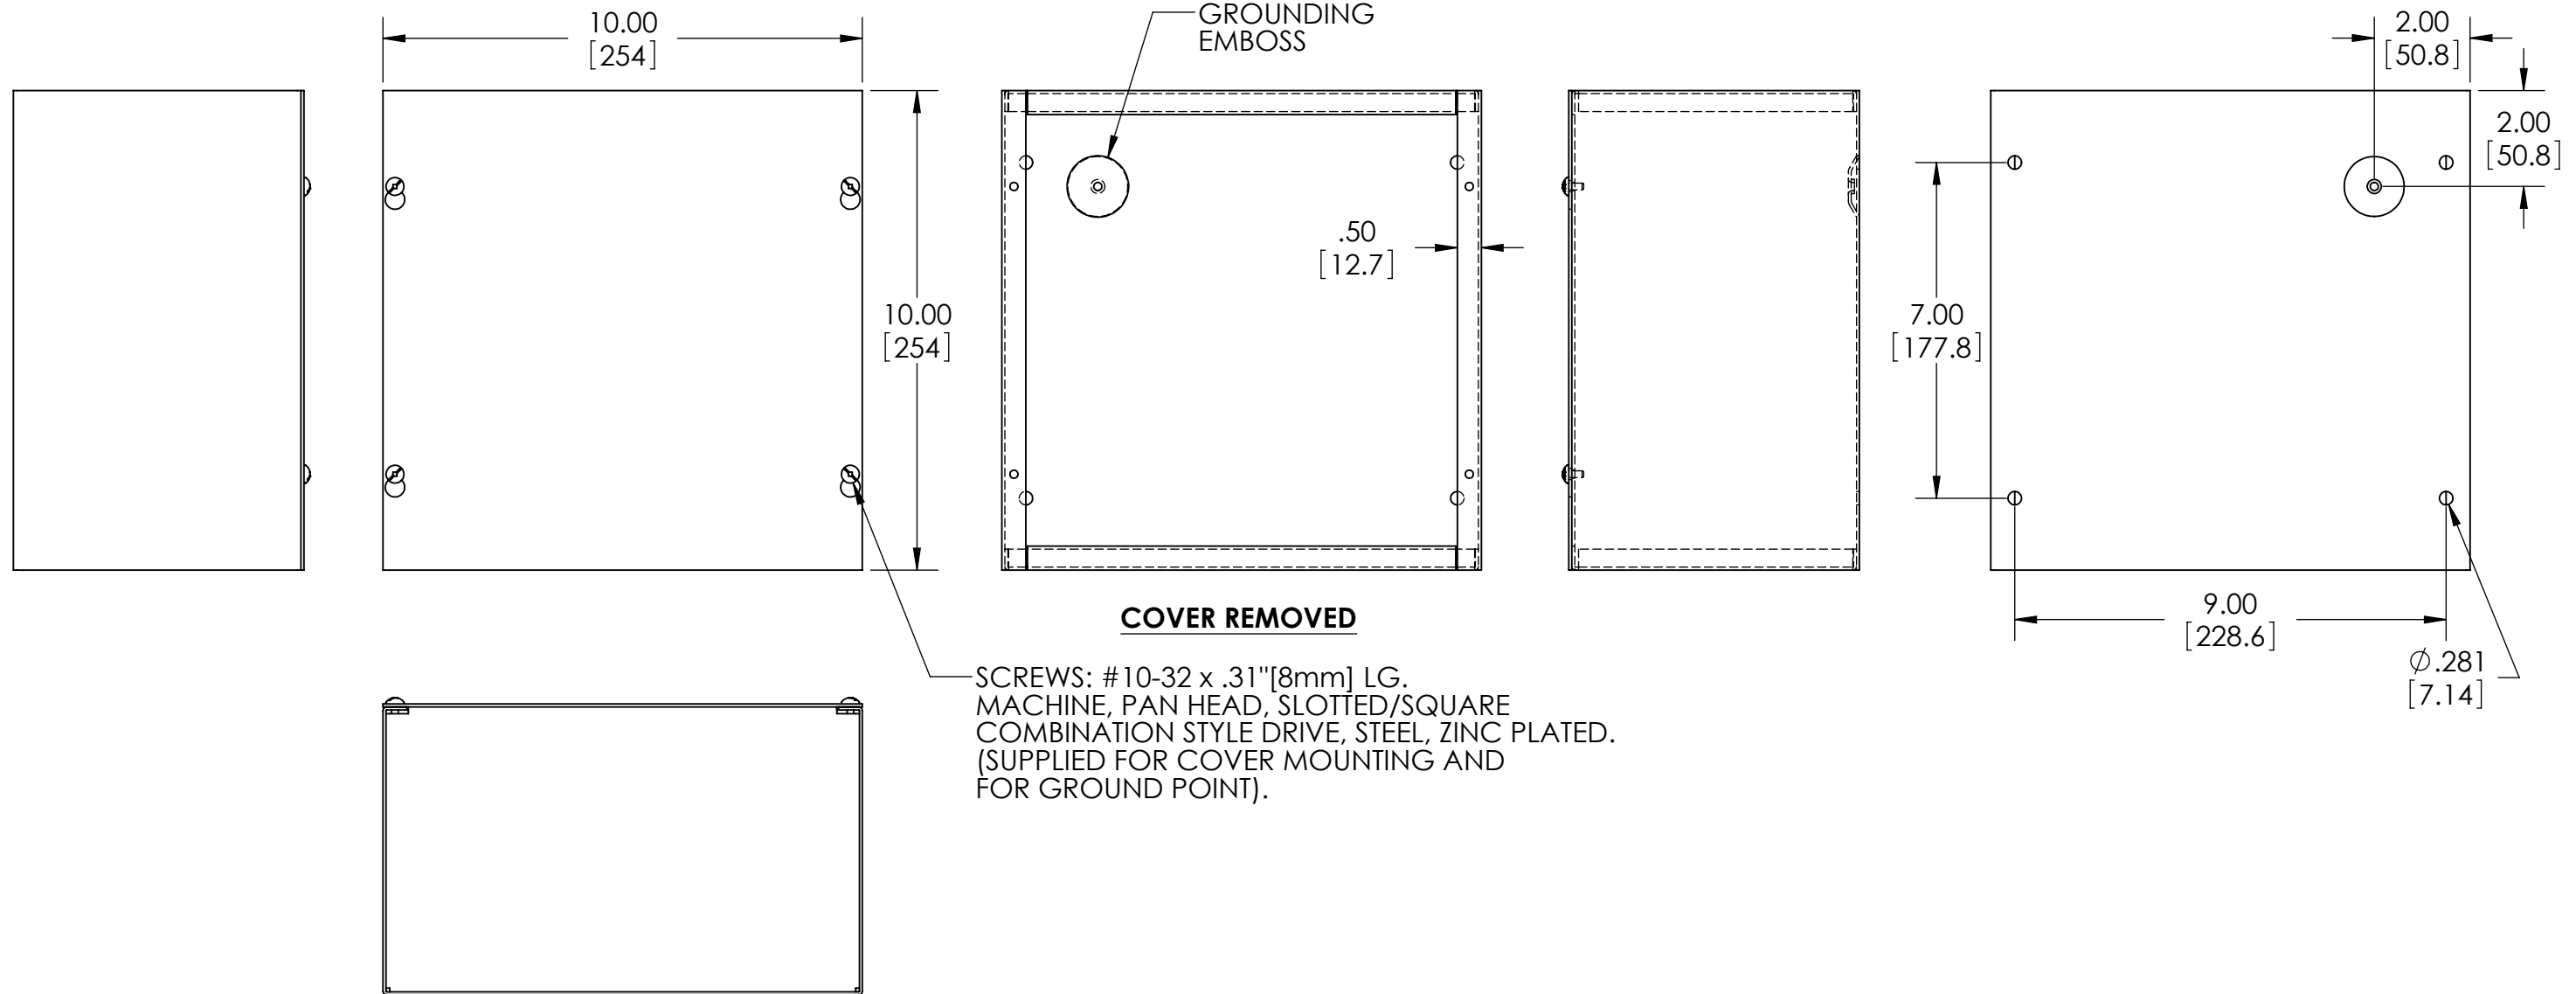 10.00
[254]
GROUNDING
EMBOSS
2.00
[50.8]
2.00
[50.8]
.50
[12.7]
10.00
[254]
7.00
[177.8]
COVER REMOVED
9.00
[228.6]
∅.281
[7.14]
SCREWS: #10-32 x .31"[8mm] LG.
MACHINE, PAN HEAD, SLOTTED/SQUARE
COMBINATION STYLE DRIVE, STEEL, ZINC PLATED.
(SUPPLIED FOR COVER MOUNTING AND
FOR GROUND POINT).